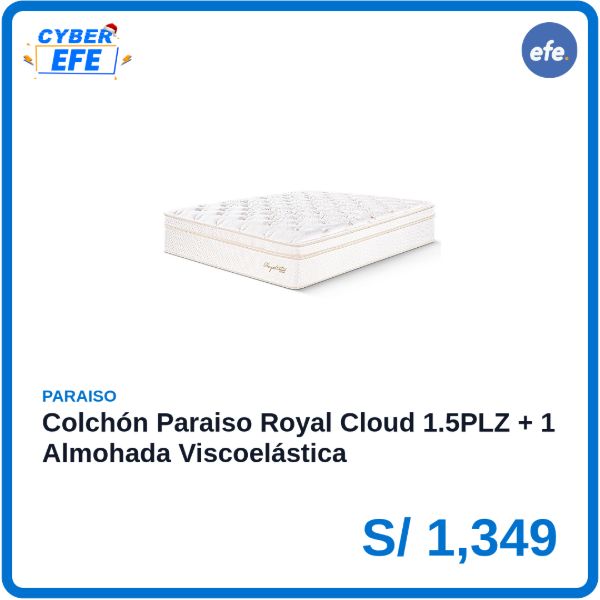 CYBER
EFE
efe.
PARAISO
Colchón Paraiso Royal Cloud 1.5PLZ + 1
Almohada Viscoelástica
S/ 1,349